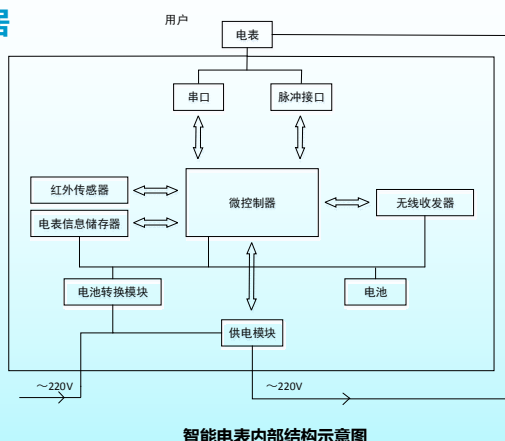 用户
电表
串口
脉冲接口
红外传感器
微控制器
无线收发器
电表信息储存器
电池转换模块
电池
供电模块
～220V
～220V
智能电表内部结构示意图